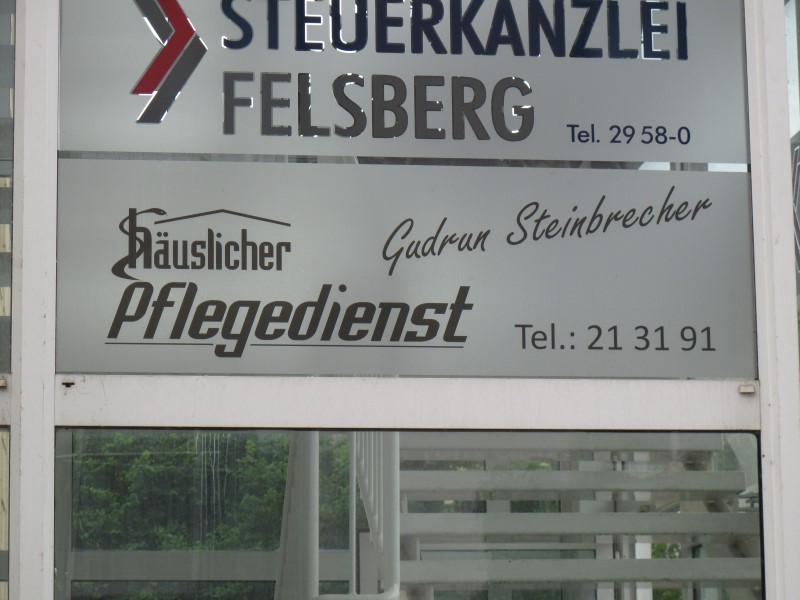 STEUERKANZLEI
FELSBERG
Tel. 29 58-0
häuslicher
Pflegedienst
Gudrun Steinbrecher
Tel.: 21 31 91